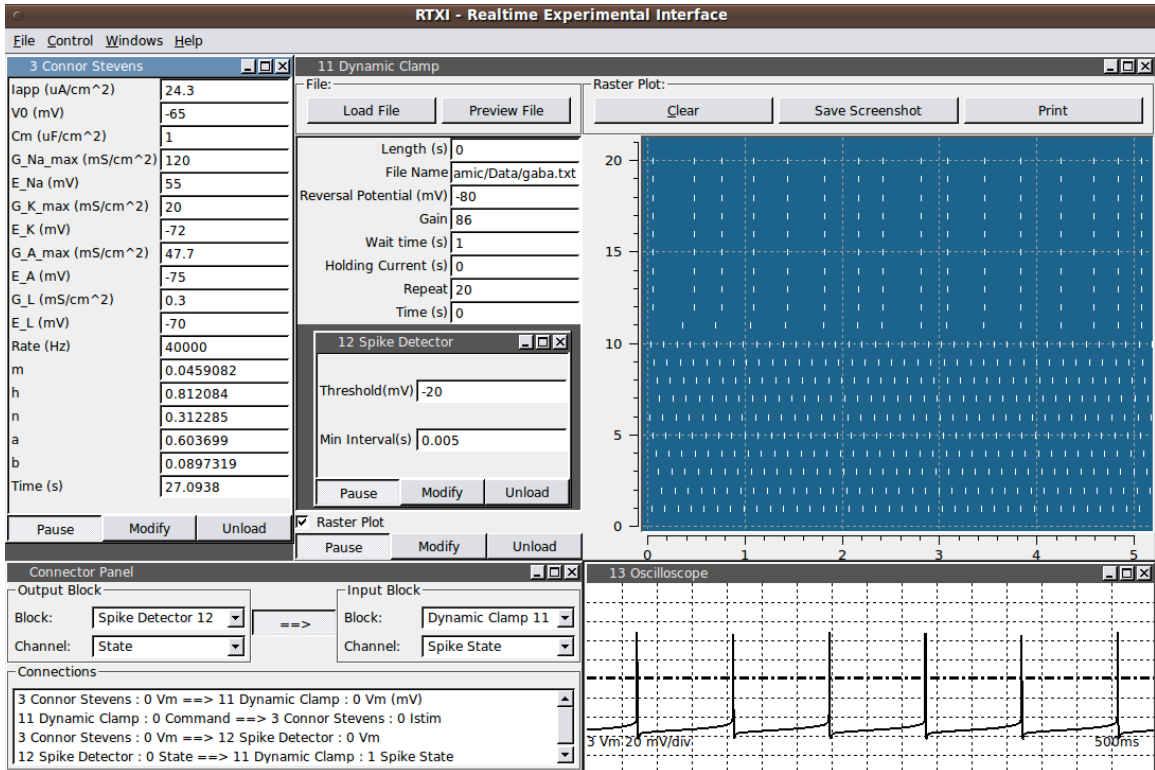 RTXI - Realtime Experimental Interface
File Control Windows Help
3 Connor Stevens
Iapp (uA/cm^2) 24.3
V0 (mV) -65
Cm (uF/cm^2) 1
G_Na_max (mS/cm^2) 120
E_Na (mV) 55
G_K_max (mS/cm^2) 20
E_K (mV) -72
G_A_max (mS/cm^2) 47.7
E_A (mV) -75
G_L (mS/cm^2) 0.3
E_L (mV) -70
Rate (Hz) 40000
m 0.0459082
h 0.812084
n 0.312285
a 0.603699
b 0.0897319
Time (s) 27.0938
Pause Modify Unload
11 Dynamic Clamp
File:
Load File Preview File
Length (s) 0
File Name amic/Data/gaba.txt
Reversal Potential (mV) -80
Gain 86
Wait time (s) 1
Holding Current (s) 0
Repeat 20
Time (s) 0
12 Spike Detector
Threshold(mV) -20
Min Interval(s) 0.005
Pause Modify Unload
Raster Plot
Pause Modify Unload
Raster Plot:
Clear Save Screenshot Print
20
15
10
5
0
0 1 2 3 4 5
Connector Panel
Output Block
Block: Spike Detector 12
Channel: State
==>
Input Block
Block: Dynamic Clamp 11
Channel: Spike State
Connections
3 Connor Stevens : 0 Vm ==> 11 Dynamic Clamp : 0 Vm (mV)
11 Dynamic Clamp : 0 Command ==> 3 Connor Stevens : 0 Istim
3 Connor Stevens : 0 Vm ==> 12 Spike Detector : 0 Vm
12 Spike Detector : 0 State ==> 11 Dynamic Clamp : 1 Spike State
13 Oscilloscope
3 Vm 20 mV/div
500ms